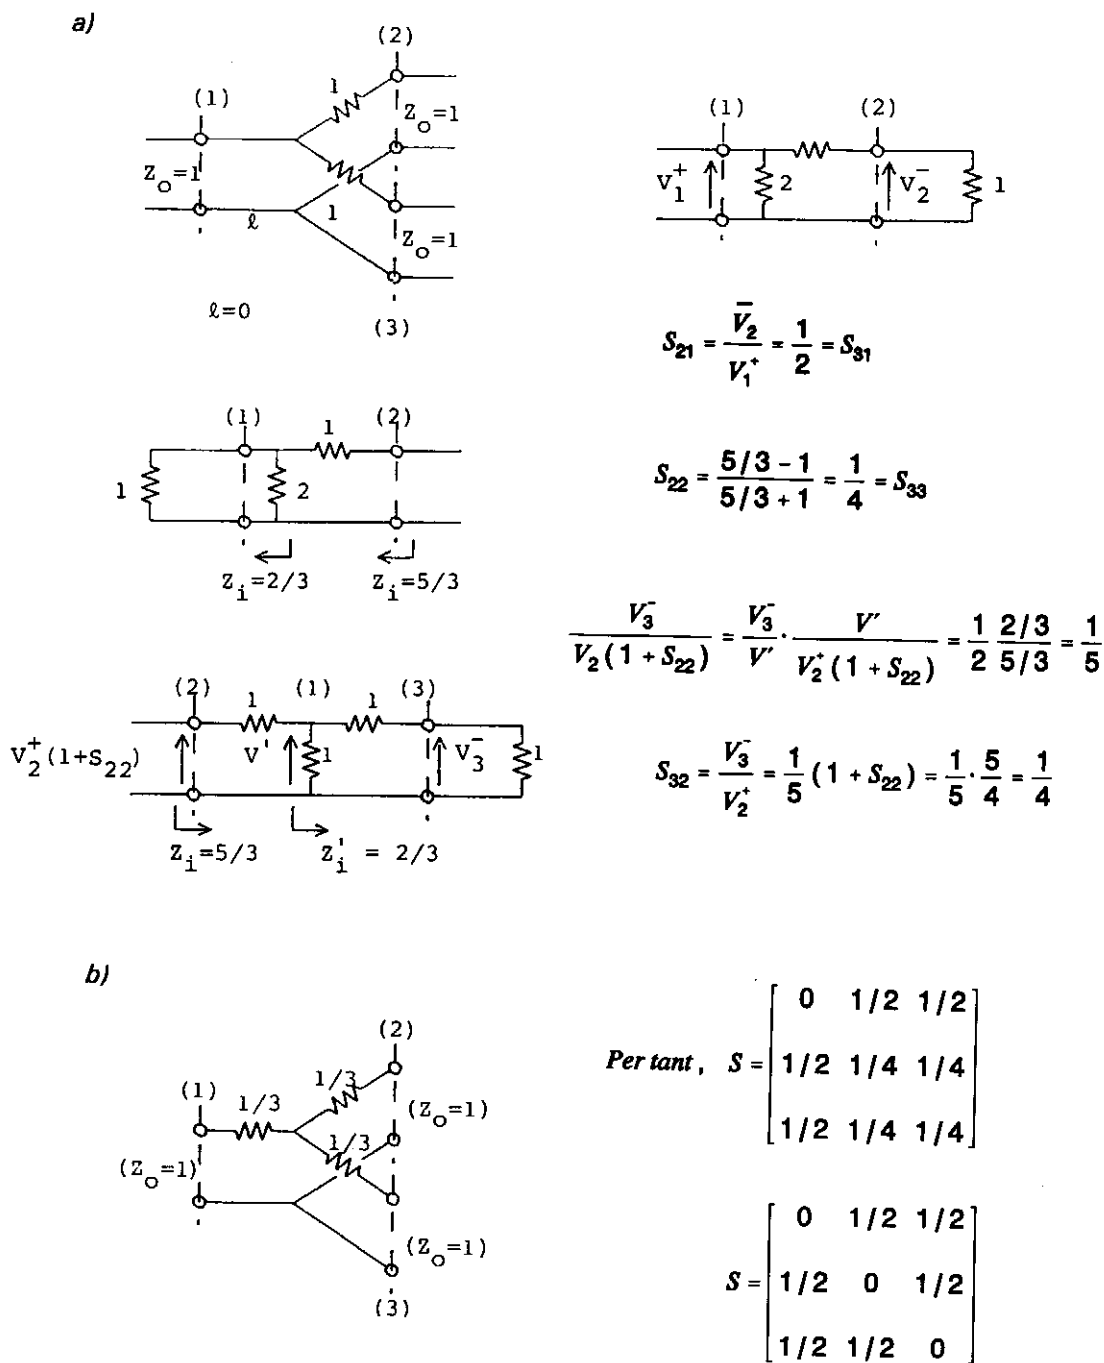 a)
(2)
1
(1)
Z_o=1
Z_o=1
ℓ
1
Z_o=1
ℓ=0
(3)
(1)
(2)
V_1^+
2
V_2^-
1
S_21 = V̄_2 / V_1^+ = 1/2 = S_31
(1)
1
(2)
1
2
Z_i=2/3
Z_i=5/3
S_22 = (5/3 - 1)/(5/3 + 1) = 1/4 = S_33
V_3^- / V_2(1 + S_22) = V_3^-/V' · V' / V_2^+(1 + S_22) = 1/2 (2/3)/(5/3) = 1/5
(2)
1
(1)
1
(3)
V_2^+(1+S_22)
V'
1
V_3^-
1
Z_i=5/3
Z_i' = 2/3
S_32 = V_3^-/V_2^+ = 1/5 (1 + S_22) = 1/5 · 5/4 = 1/4
b)
(2)
(1)
1/3
1/3
(Z_o=1)
1/3
(Z_o=1)
(Z_o=1)
(3)
Per tant, S =
0 1/2 1/2
1/2 1/4 1/4
1/2 1/4 1/4
S =
0 1/2 1/2
1/2 0 1/2
1/2 1/2 0